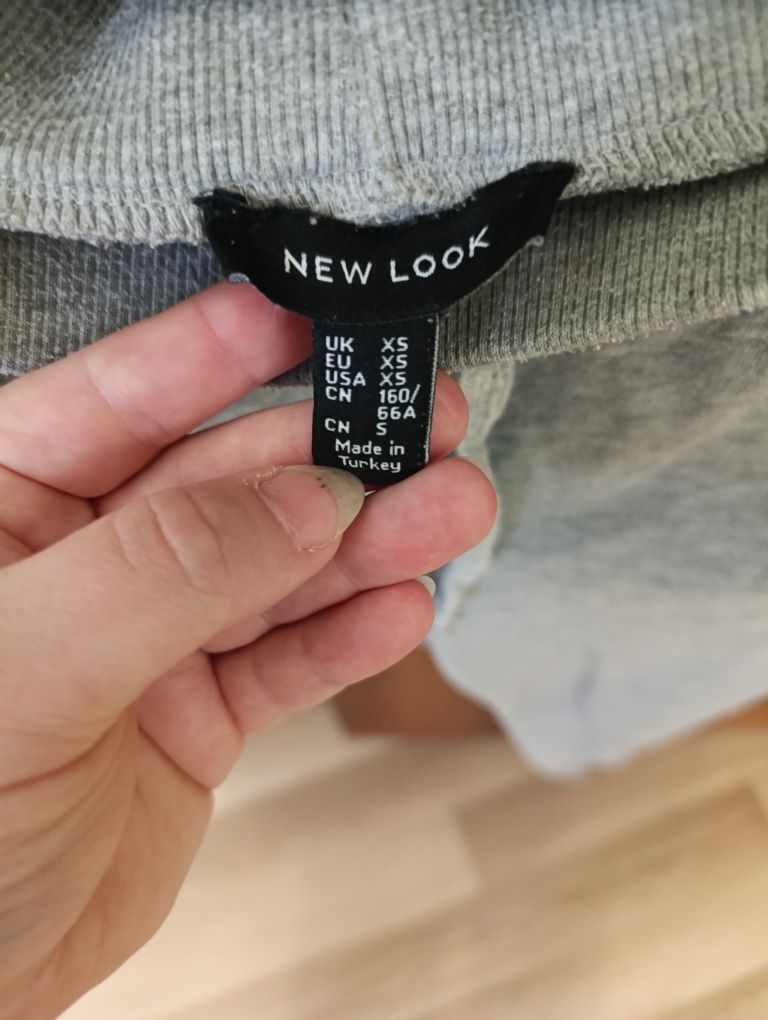 NEW LOOK
UK XS
EU XS
USA XS
CN 160/
66A
CN S
Made in
Turkey